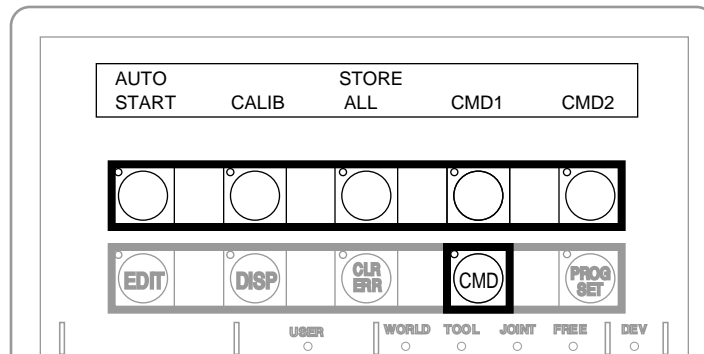 AUTO STORE
START CALIB ALL CMD1 CMD2
EDIT DISP CLR ERR CMD PROG SET
USER WORLD TOOL JOINT FREE DEV